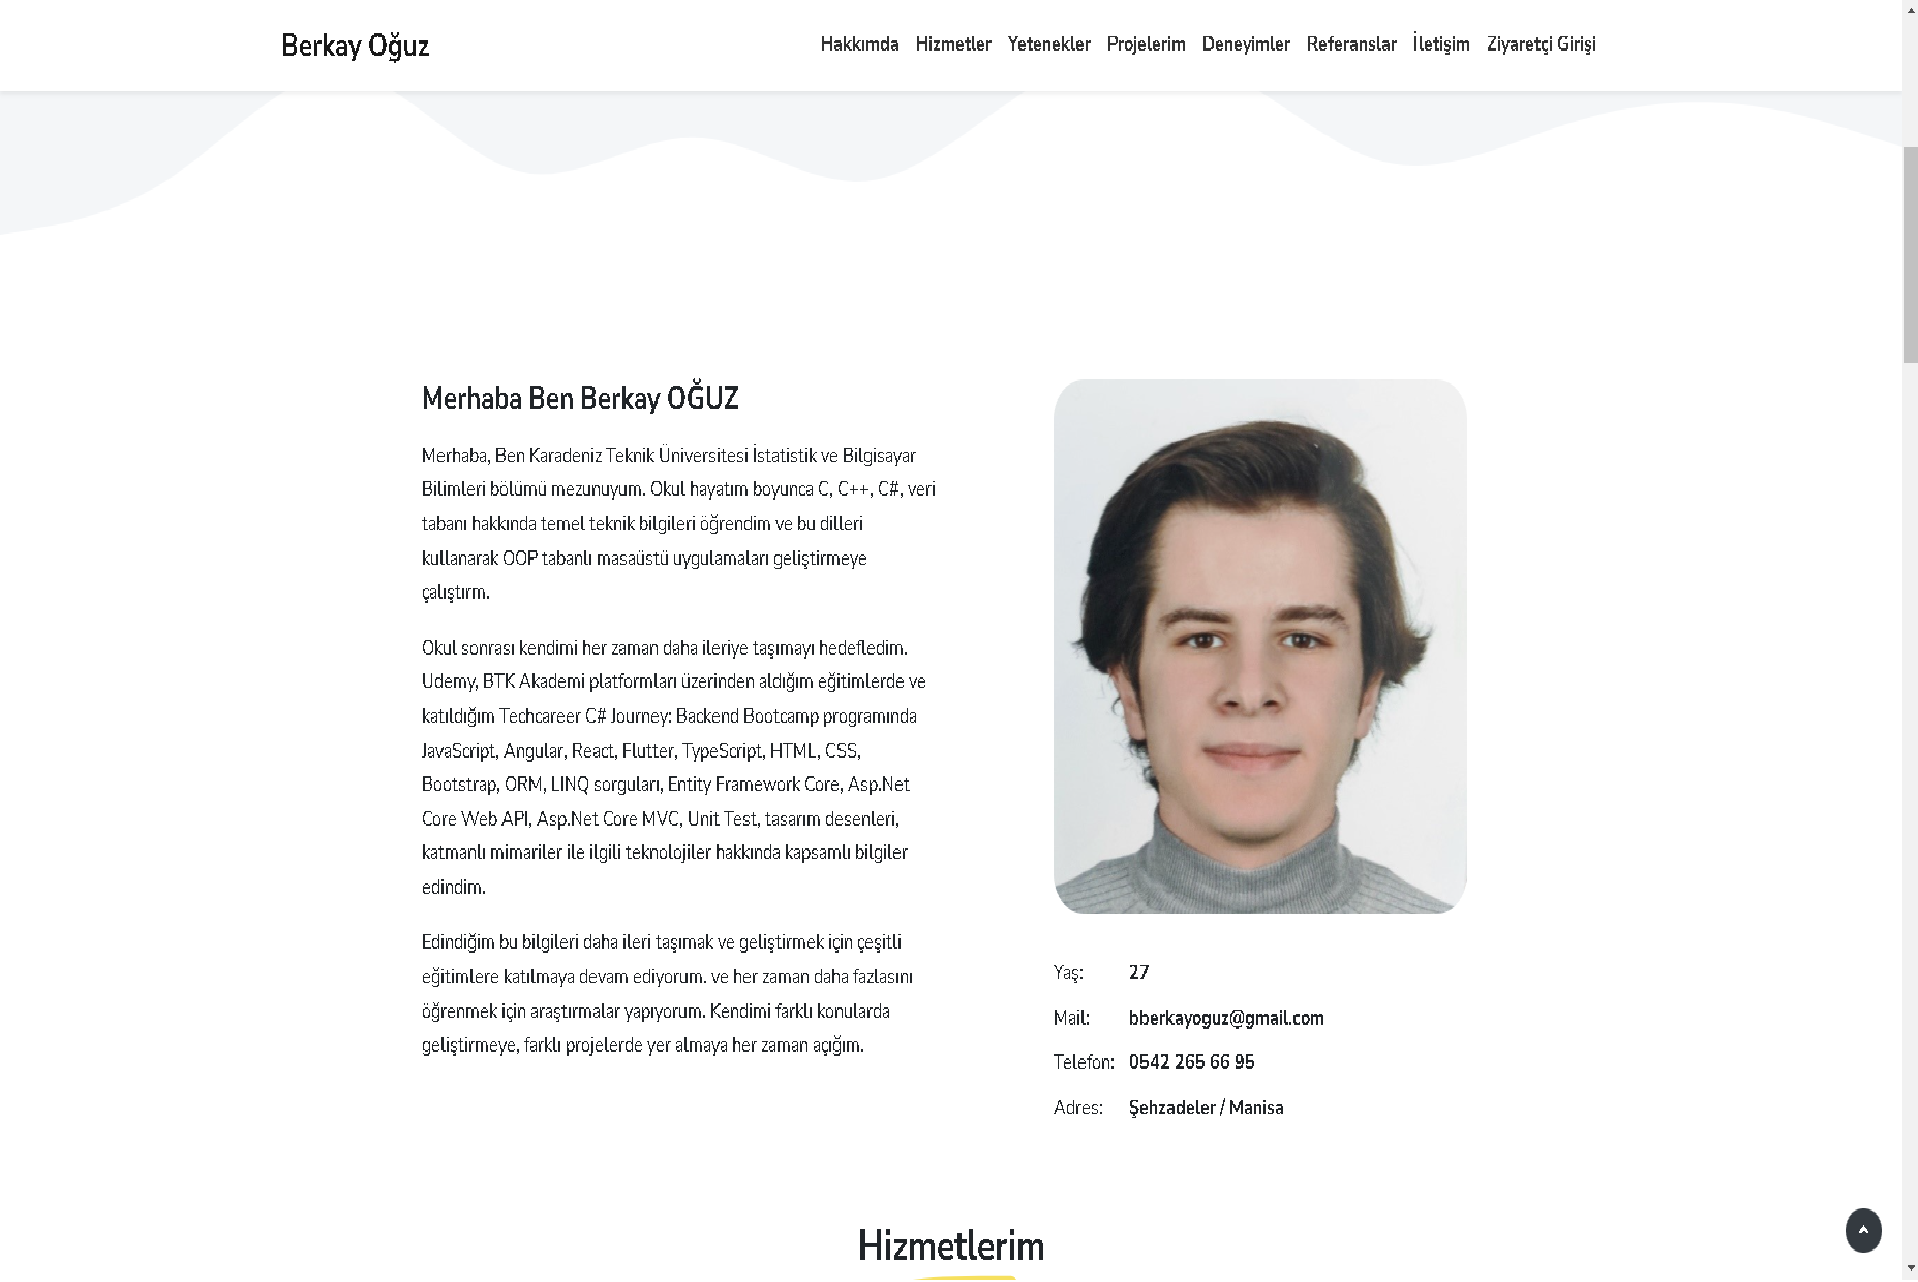 Berkay Oğuz
Hakkımda Hizmetler Yetenekler Projelerim Deneyimler Referanslar İletişim Ziyaretçi Girişi
Merhaba Ben Berkay OĞUZ
Merhaba, Ben Karadeniz Teknik Üniversitesi İstatistik ve Bilgisayar
Bilimleri bölümü mezunuyum. Okul hayatım boyunca C, C++, C#, veri
tabanı hakkında temel teknik bilgileri öğrendim ve bu dilleri
kullanarak OOP tabanlı masaüstü uygulamaları geliştirmeye
çalıştırm.
Okul sonrası kendimi her zaman daha ileriye taşımayı hedefledim.
Udemy, BTK Akademi platformları üzerinden aldığım eğitimlerde ve
katıldığım Techcareer C# Journey: Backend Bootcamp programında
JavaScript, Angular, React, Flutter, TypeScript, HTML, CSS,
Bootstrap, ORM, LINQ sorguları, Entity Framework Core, Asp.Net
Core Web API, Asp.Net Core MVC, Unit Test, tasarım desenleri,
katmanlı mimariler ile ilgili teknolojiler hakkında kapsamlı bilgiler
edindim.
Edindiğim bu bilgileri daha ileri taşımak ve geliştirmek için çeşitli
eğitimlere katılmaya devam ediyorum. ve her zaman daha fazlasını
öğrenmek için araştırmalar yapıyorum. Kendimi farklı konularda
geliştirmeye, farklı projelerde yer almaya her zaman açığım.
Yaş: 27
Mail: bberkayoguz@gmail.com
Telefon: 0542 265 66 95
Adres: Şehzadeler / Manisa
Hizmetlerim